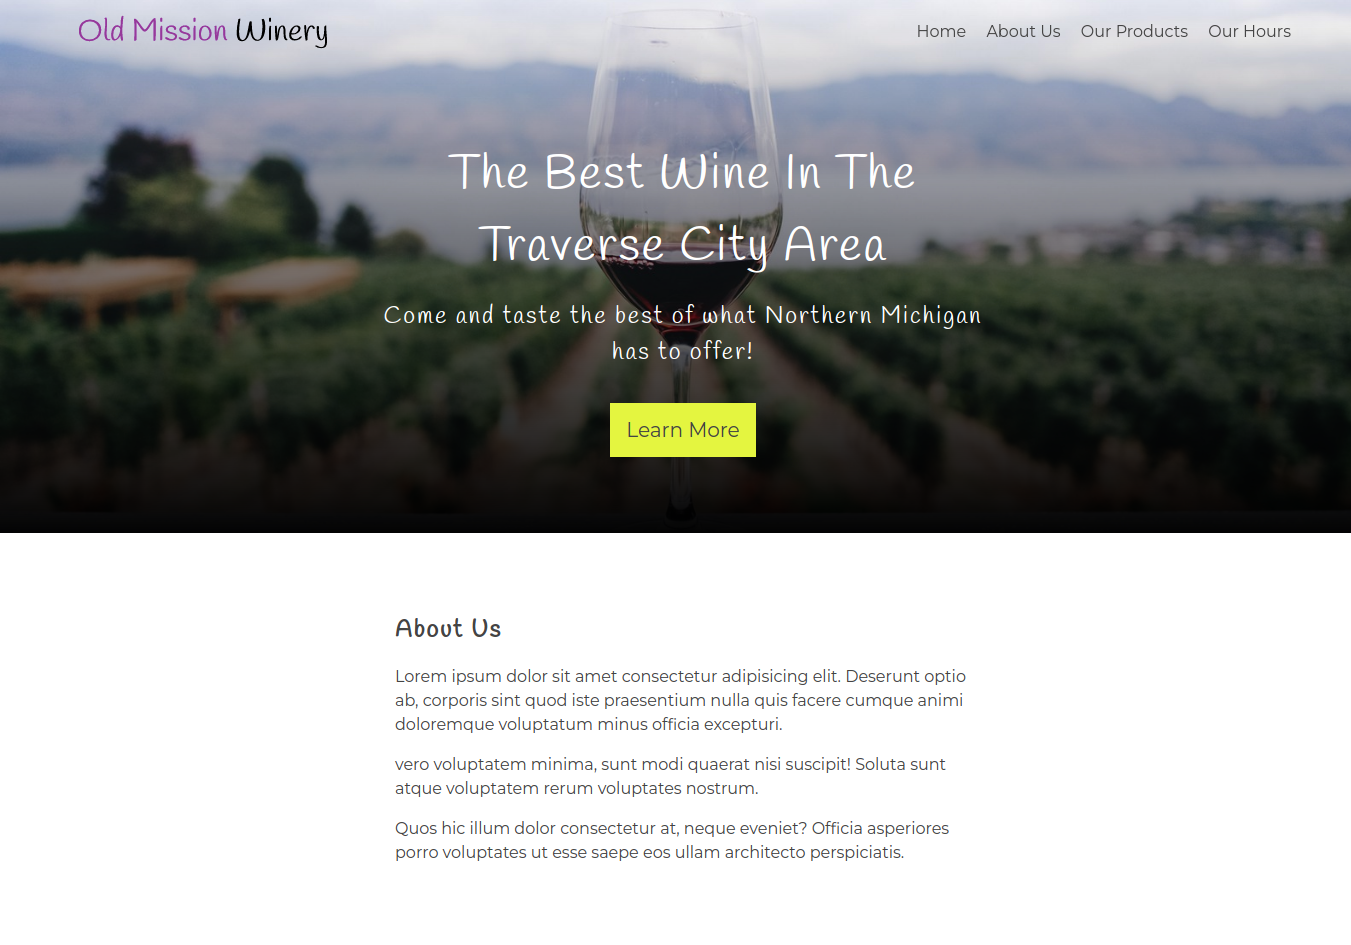 Old Mission Winery
Home About Us Our Products Our Hours
The Best Wine In The
Traverse City Area
Come and taste the best of what Northern Michigan
has to offer!
Learn More
About Us
Lorem ipsum dolor sit amet consectetur adipisicing elit. Deserunt optio
ab, corporis sint quod iste praesentium nulla quis facere cumque animi
doloremque voluptatum minus officia excepturi.
vero voluptatem minima, sunt modi quaerat nisi suscipit! Soluta sunt
atque voluptatem rerum voluptates nostrum.
Quos hic illum dolor consectetur at, neque eveniet? Officia asperiores
porro voluptates ut esse saepe eos ullam architecto perspiciatis.